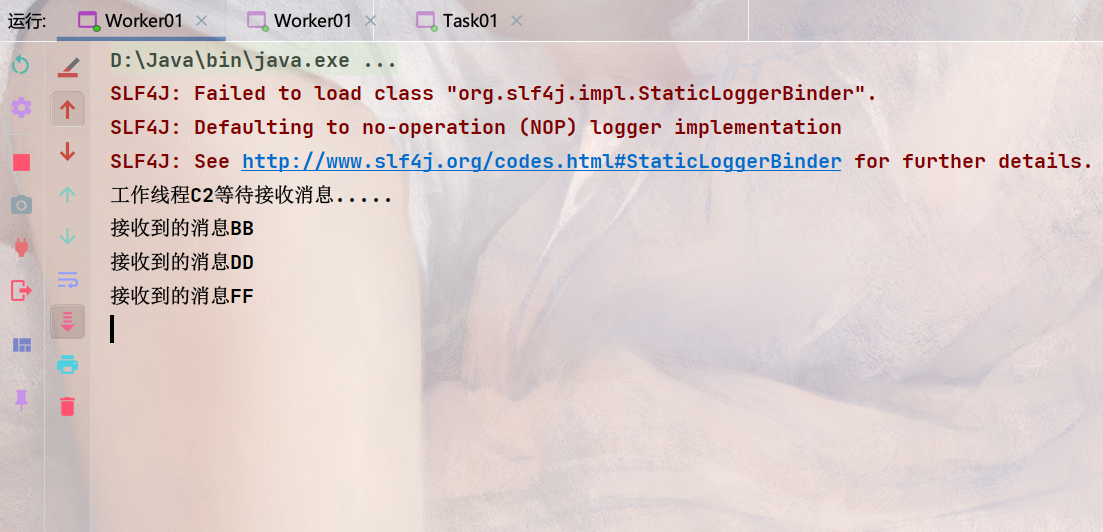 运行: Worker01 Worker01 Task01
D:\Java\bin\java.exe ...
SLF4J: Failed to load class "org.slf4j.impl.StaticLoggerBinder".
SLF4J: Defaulting to no-operation (NOP) logger implementation
SLF4J: See http://www.slf4j.org/codes.html#StaticLoggerBinder for further details.
工作线程C2等待接收消息.....
接收到的消息BB
接收到的消息DD
接收到的消息FF